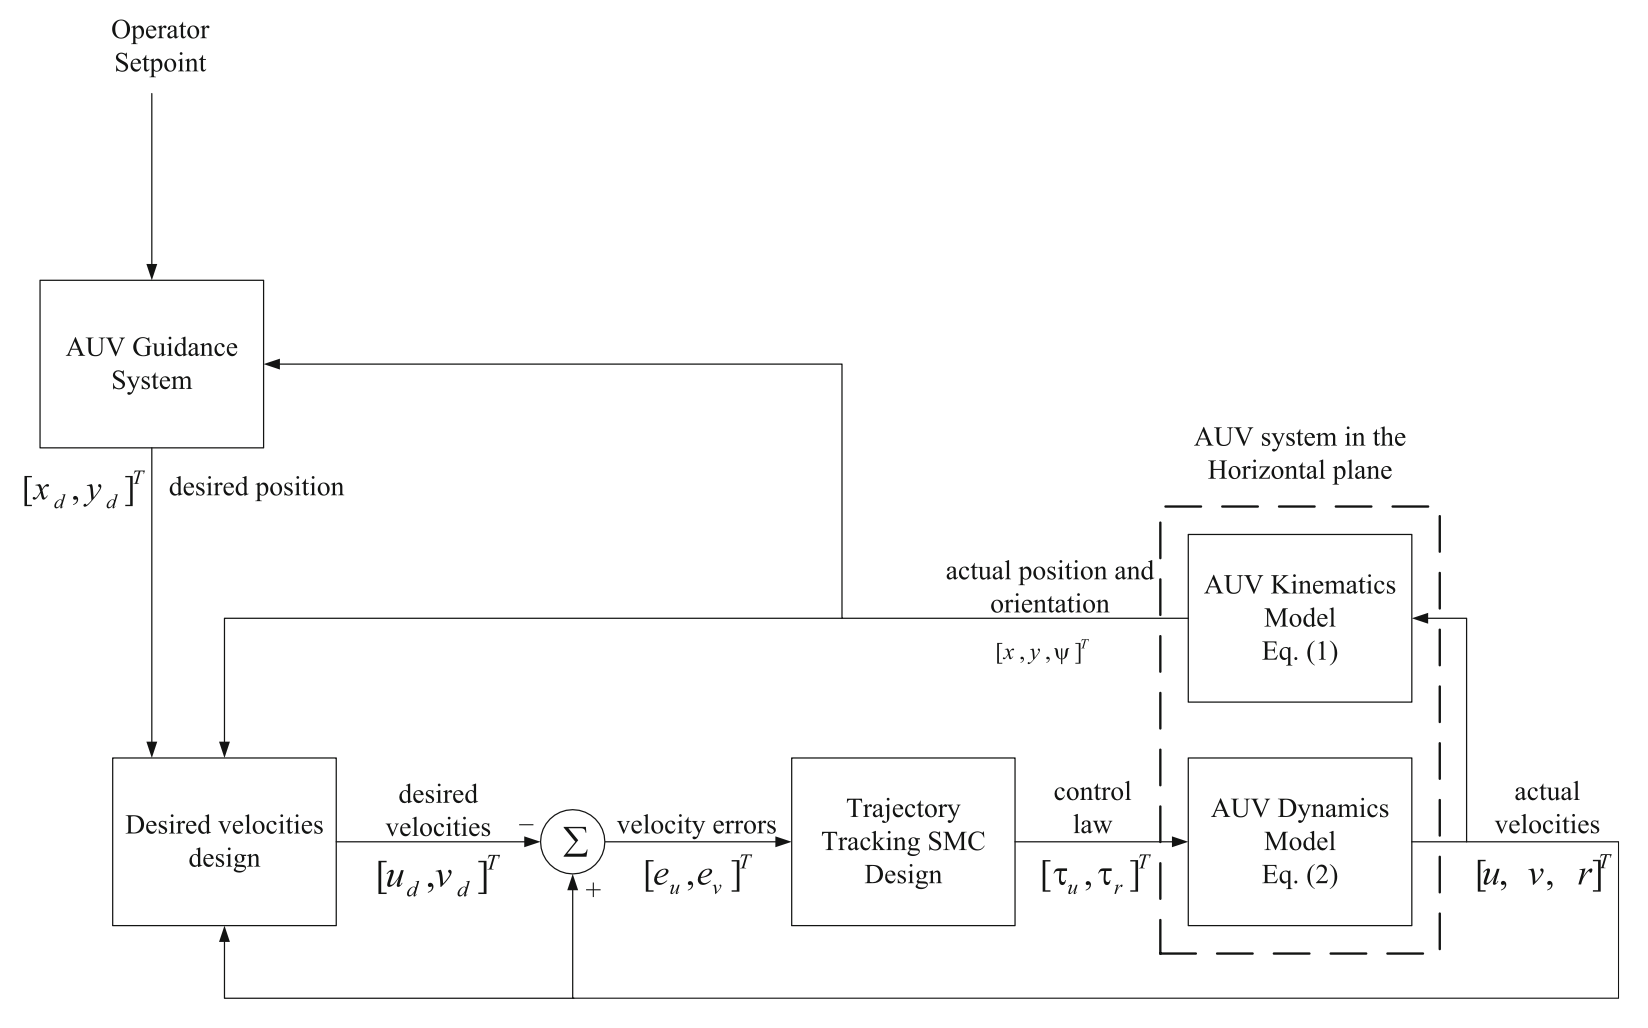 Operator
Setpoint
AUV Guidance
System
[x_d, y_d]^T desired position
AUV system in the
Horizontal plane
actual position and
orientation
[x, y, ψ]^T
AUV Kinematics
Model
Eq. (1)
Desired velocities
design
desired
velocities
[u_d, v_d]^T
−
Σ
+
velocity errors
[e_u, e_v]^T
Trajectory
Tracking SMC
Design
control
law
[τ_u, τ_r]^T
AUV Dynamics
Model
Eq. (2)
actual
velocities
[u, v, r]^T